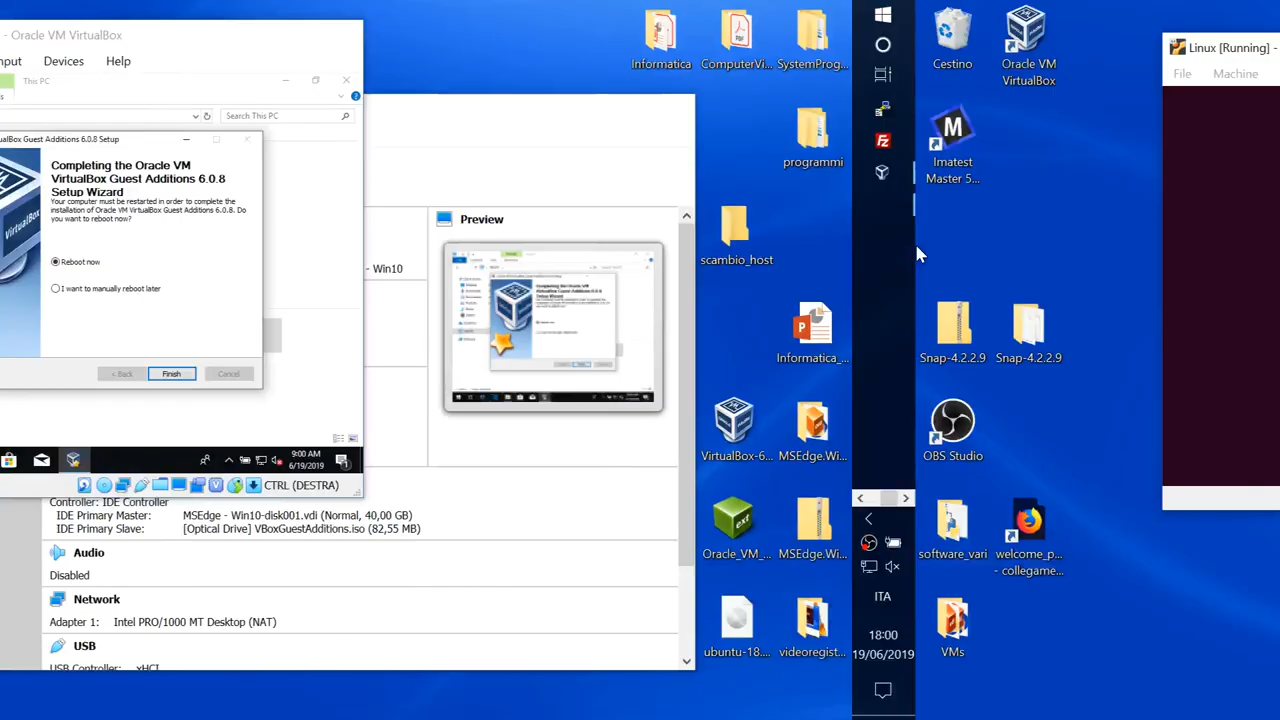 - Oracle VM VirtualBox
nput Devices Help
This PC
Search This PC
ualBox Guest Additions 6.0.8 Setup
Completing the Oracle VM
VirtualBox Guest Additions 6.0.8
Setup Wizard
Your computer must be restarted in order to complete the
installation of Oracle VM VirtualBox Guest Additions 6.0.8. Do
you want to reboot now?
Reboot now
I want to manually reboot later
< Back Finish Cancel
9:00 AM
6/19/2019
CTRL (DESTRA)
Preview
- Win10
Controller: IDE Controller
IDE Primary Master: MSEdge - Win10-disk001.vdi (Normal, 40,00 GB)
IDE Primary Slave: [Optical Drive] VBoxGuestAdditions.iso (82,55 MB)
Audio
Disabled
Network
Adapter 1: Intel PRO/1000 MT Desktop (NAT)
USB
USB Controller: xHCI
Informatica
ComputerVi...
SystemProg...
programmi
scambio_host
Informatica_...
VirtualBox-6...
MSEdge.Wi...
Oracle_VM_...
MSEdge.Wi...
ubuntu-18....
videoregist...
ITA
18:00
19/06/2019
Cestino
Oracle VM
VirtualBox
Imatest
Master 5...
Snap-4.2.2.9
Snap-4.2.2.9
OBS Studio
software_vari
welcome_p...
- collegame...
VMs
Linux [Running] -
File Machine